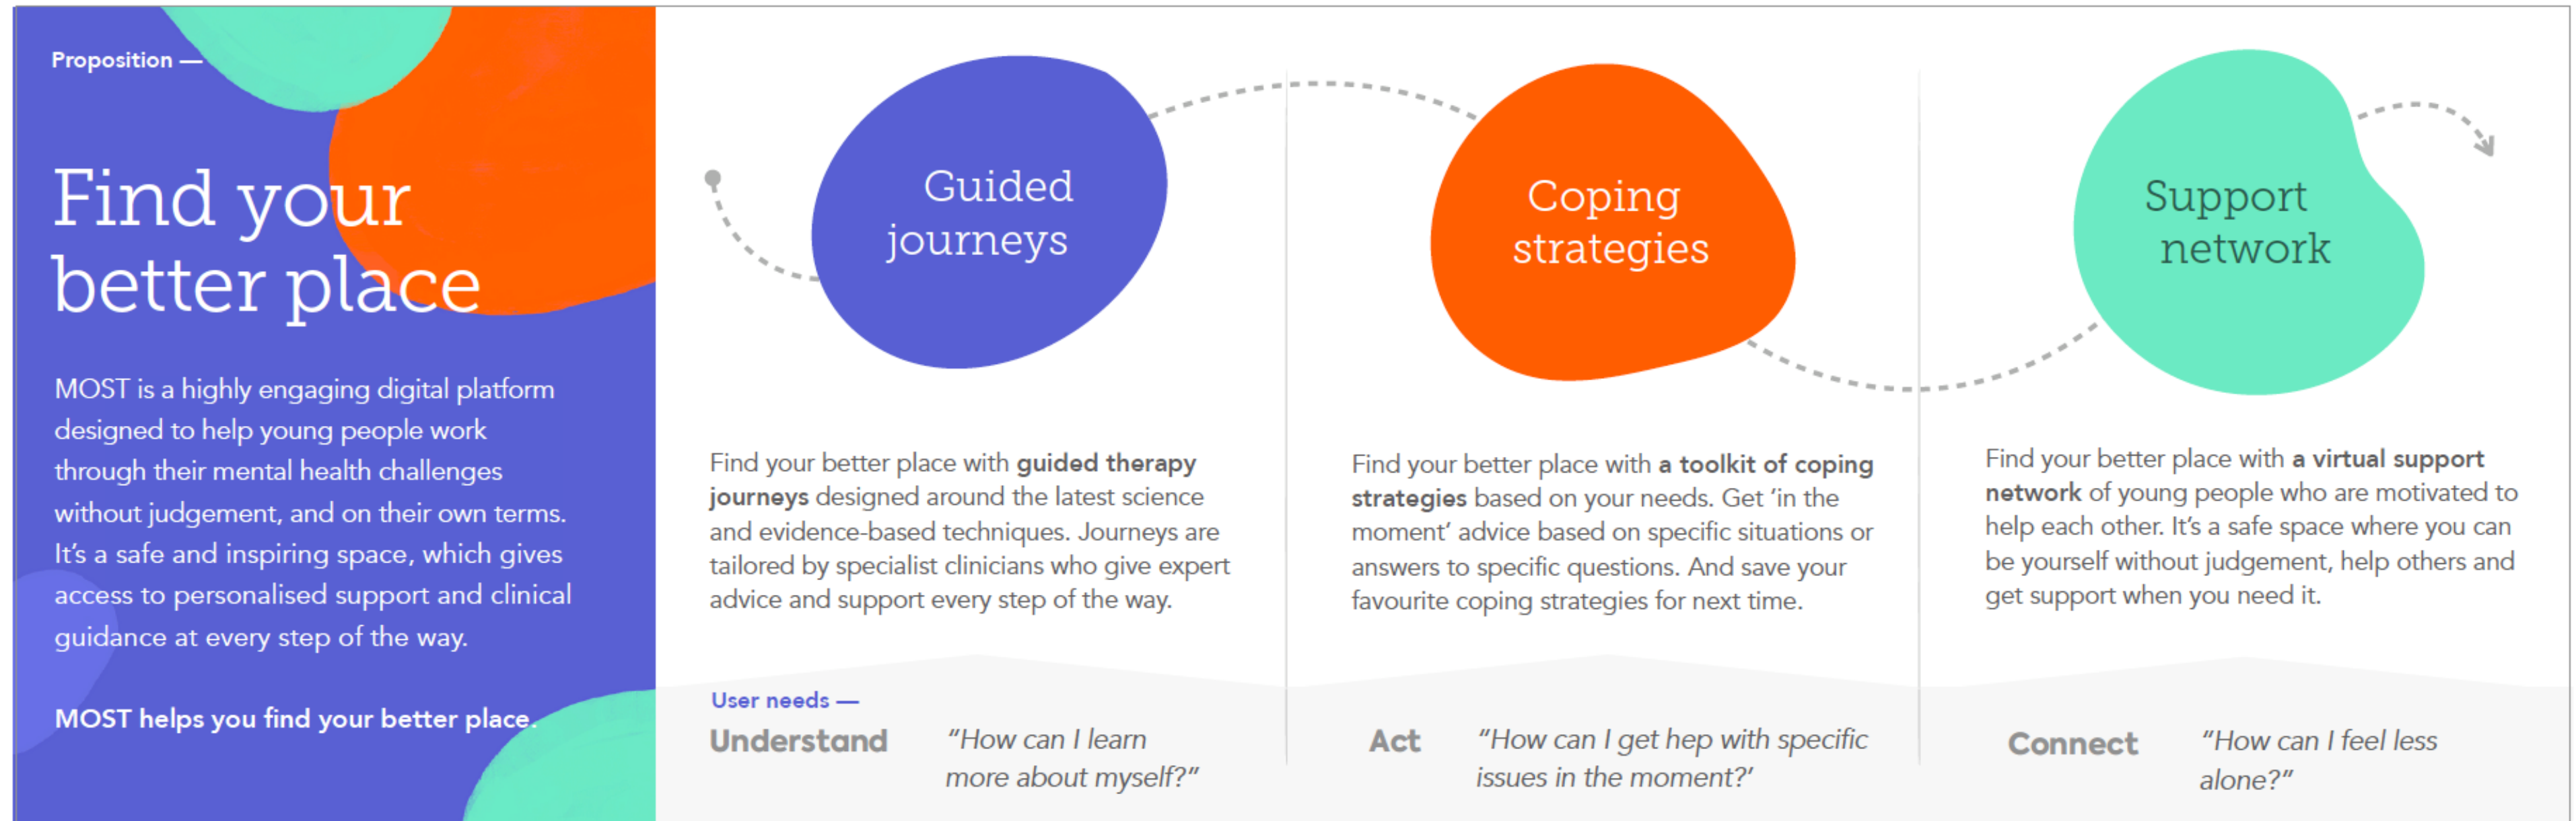 Proposition —
Find your
better place
MOST is a highly engaging digital platform
designed to help young people work
through their mental health challenges
without judgement, and on their own terms.
It's a safe and inspiring space, which gives
access to personalised support and clinical
guidance at every step of the way.
MOST helps you find your better place.
Guided
journeys
Find your better place with guided therapy
journeys designed around the latest science
and evidence-based techniques. Journeys are
tailored by specialist clinicians who give expert
advice and support every step of the way.
Coping
strategies
Find your better place with a toolkit of coping
strategies based on your needs. Get 'in the
moment' advice based on specific situations or
answers to specific questions. And save your
favourite coping strategies for next time.
Support
network
Find your better place with a virtual support
network of young people who are motivated to
help each other. It's a safe space where you can
be yourself without judgement, help others and
get support when you need it.
User needs —
Understand
"How can I learn
more about myself?"
Act
"How can I get hep with specific
issues in the moment?'
Connect
"How can I feel less
alone?"